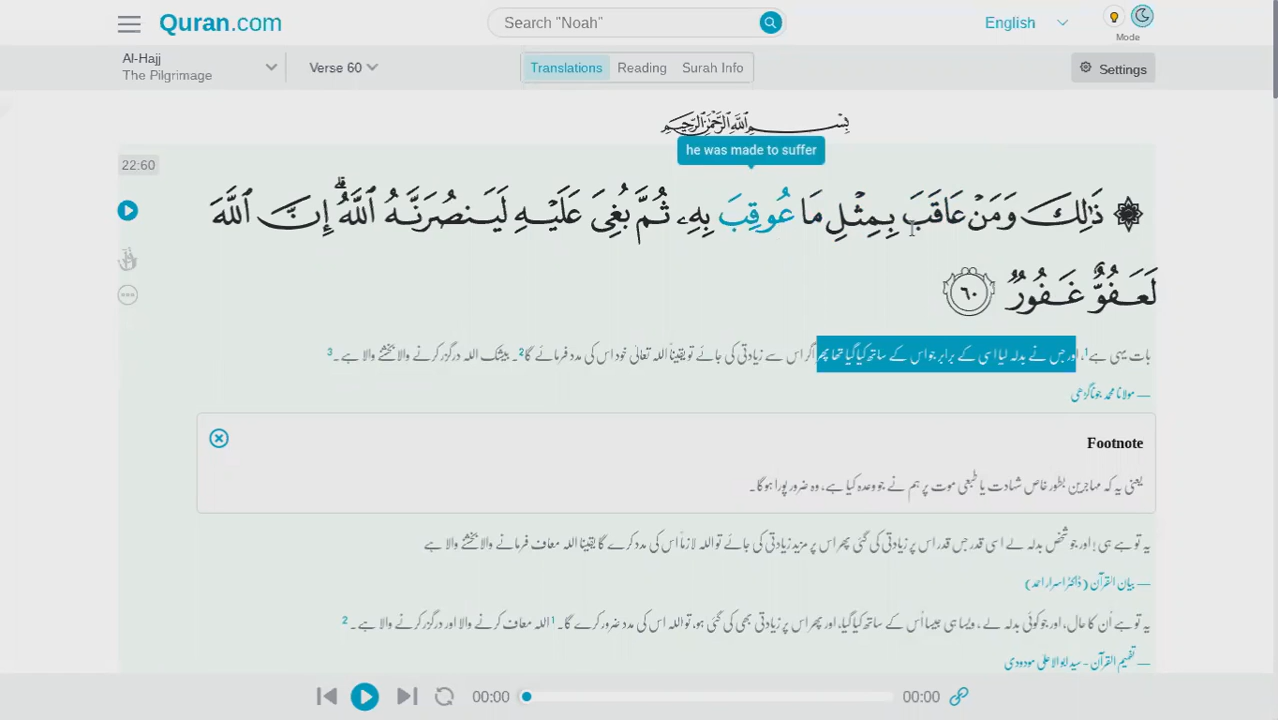 Quran.com
Search "Noah"
English
Mode
Al-Hajj
The Pilgrimage
Verse 60
Translations
Reading
Surah Info
Settings
بِسْمِ اللَّهِ الرَّحْمَٰنِ الرَّحِيمِ
he was made to suffer
22:60
۞ ذَٰلِكَ وَمَنْ عَاقَبَ بِمِثْلِ مَا عُوقِبَ بِهِۦ ثُمَّ بُغِىَ عَلَيْهِ لَيَنصُرَنَّهُ ٱللَّهُ ۗ إِنَّ ٱللَّهَ
لَعَفُوٌّ غَفُورٌ ٦٠
بات یہی ہے1، اور جس نے بدلہ لیا اسی کے برابر جو اس کے ساتھ کیا گیا تھا پھر اگر اس سے زیادتی کی جائے تو یقیناً اللہ تعالیٰ خود اس کی مدد فرمائے گا2۔ بیشک اللہ درگزر کرنے والا بخشنے والا ہے۔3
— مولانا محمد جوناگڑھی
Footnote
یعنی یہ کہ مہاجرین بطور خاص شہادت یا طبعی موت پر ہم نے جو وعدہ کیا ہے، وہ ضرور پورا ہوگا۔
یہ تو ہے ہی ! اور جو شخص بدلہ لے اسی قدر جس قدر اس پر زیادتی کی گئی پھر اس پر مزید زیادتی کی جائے تو اللہ لازماً اس کی مدد کرے گا یقیناً اللہ معاف فرمانے والا بخشنے والا ہے
— بیان القرآن (ڈاکٹر اسرار احمد)
یہ تو ہے اُن کا حال، اور جو کوئی بدلہ لے ، ویسا ہی جیسا اُس کے ساتھ کیا گیا، اور پھر اس پر زیادتی بھی کی گئی ہو، تو اللہ اس کی مدد ضرور کرے گا۔1 اللہ معاف کرنے والا اور درگزر کرنے والا ہے۔2
— تفہیم القرآن - سید ابو الاعلیٰ مودودی
00:00
00:00